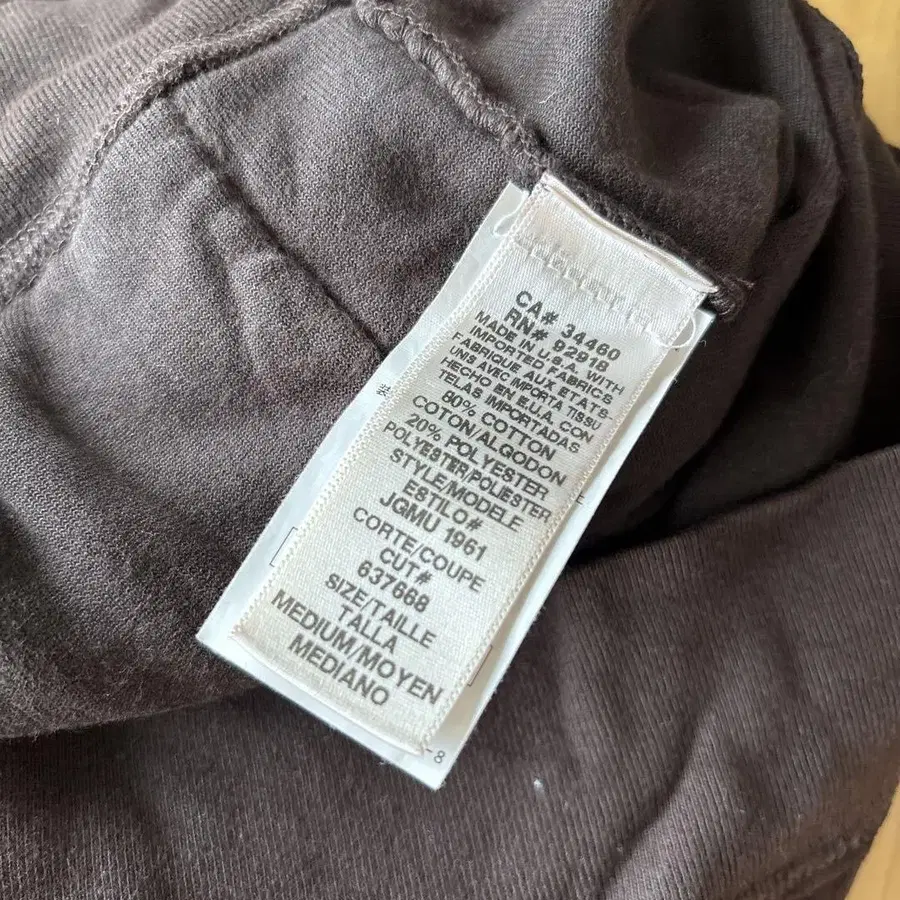 CA# 34460
RN# 92918
MADE IN U.S.A. WITH
IMPORTED FABRICS
FABRIQUE AUX ETATS-
UNIS AVEC IMPORTA TISSU
HECHO EN E.U.A. CON
TELAS IMPORTADAS
80% COTTON
COTON/ALGODON
20% POLYESTER
POLYESTER/POLIESTER
STYLE/MODELE
ESTILO#
JGMU 1961
CORTE/COUPE
CUT#
637668
SIZE/TAILLE
TALLA
MEDIUM/MOYEN
MEDIANO